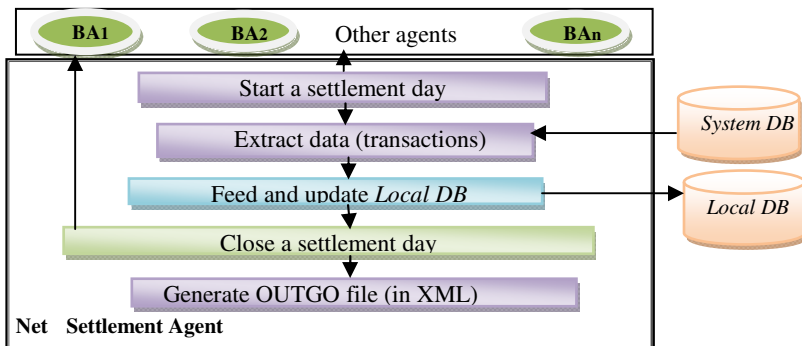 BA1
BA2
Other agents
BAn
Start a settlement day
Extract data (transactions)
System DB
Feed and update Local DB
Local DB
Close a settlement day
Generate OUTGO file (in XML)
Net Settlement Agent